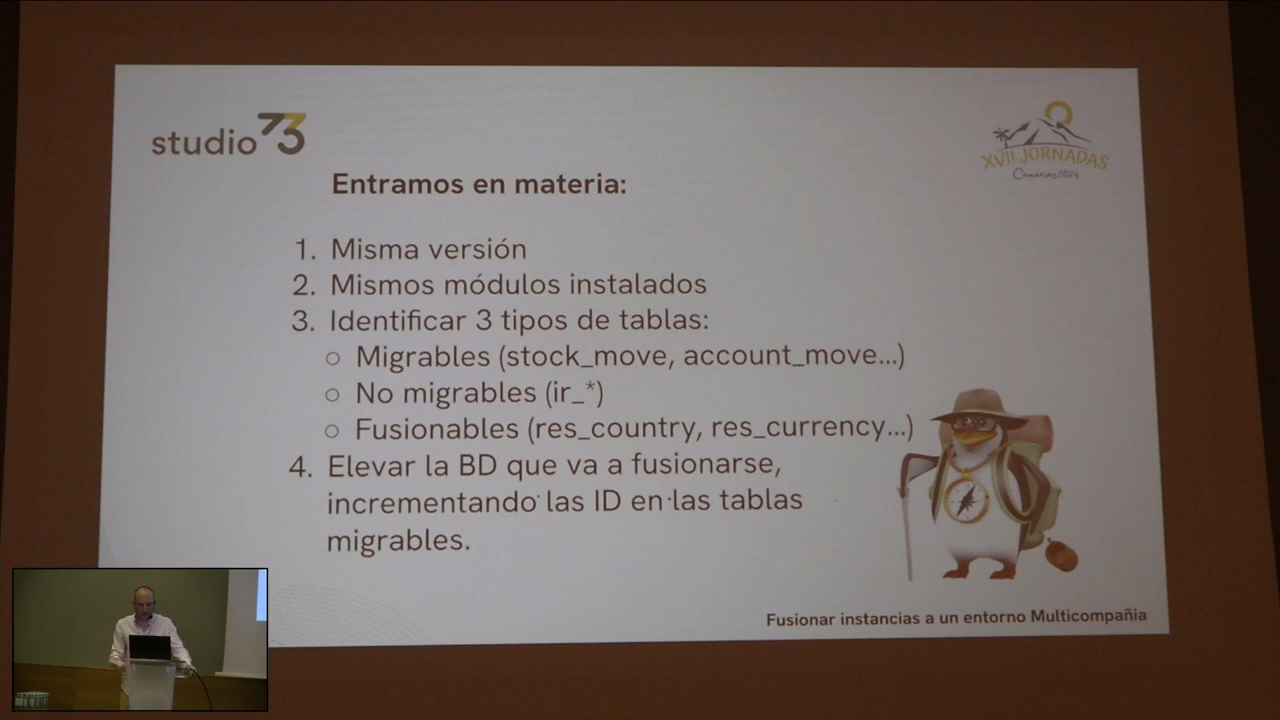 studio73
XVII JORNADAS
Canarias 2024
Entramos en materia:
1. Misma versión
2. Mismos módulos instalados
3. Identificar 3 tipos de tablas:
○ Migrables (stock_move, account_move...)
○ No migrables (ir_*)
○ Fusionables (res_country, res_currency...)
4. Elevar la BD que va a fusionarse,
incrementando las ID en las tablas
migrables.
Fusionar instancias a un entorno Multicompañia